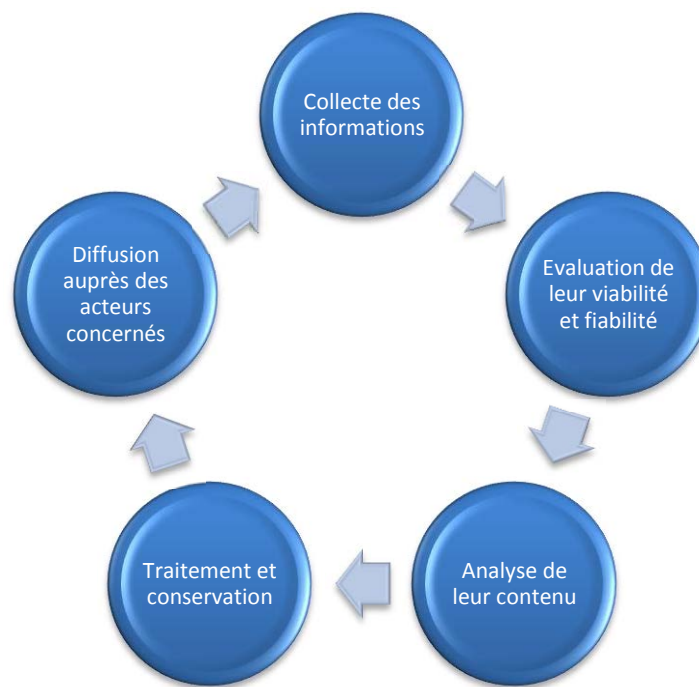 Collecte des
informations
Evaluation de
leur viabilité
et fiabilité
Analyse de
leur contenu
Traitement et
conservation
Diffusion
auprès des
acteurs
concernés